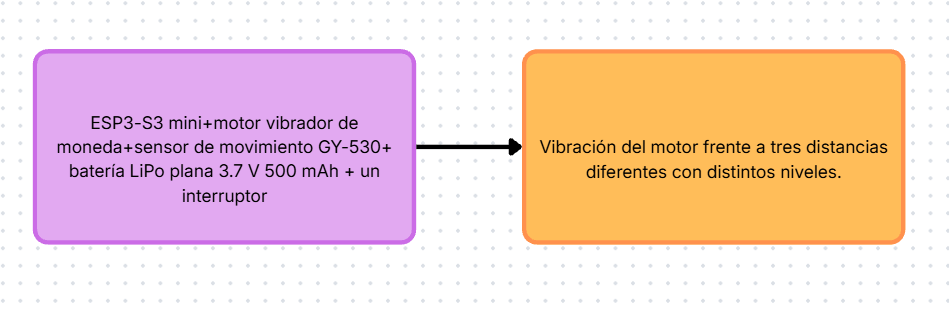 ESP3-S3 mini+motor vibrador de
moneda+sensor de movimiento GY-530+
batería LiPo plana 3.7 V 500 mAh + un
interruptor
Vibración del motor frente a tres distancias
diferentes con distintos niveles.